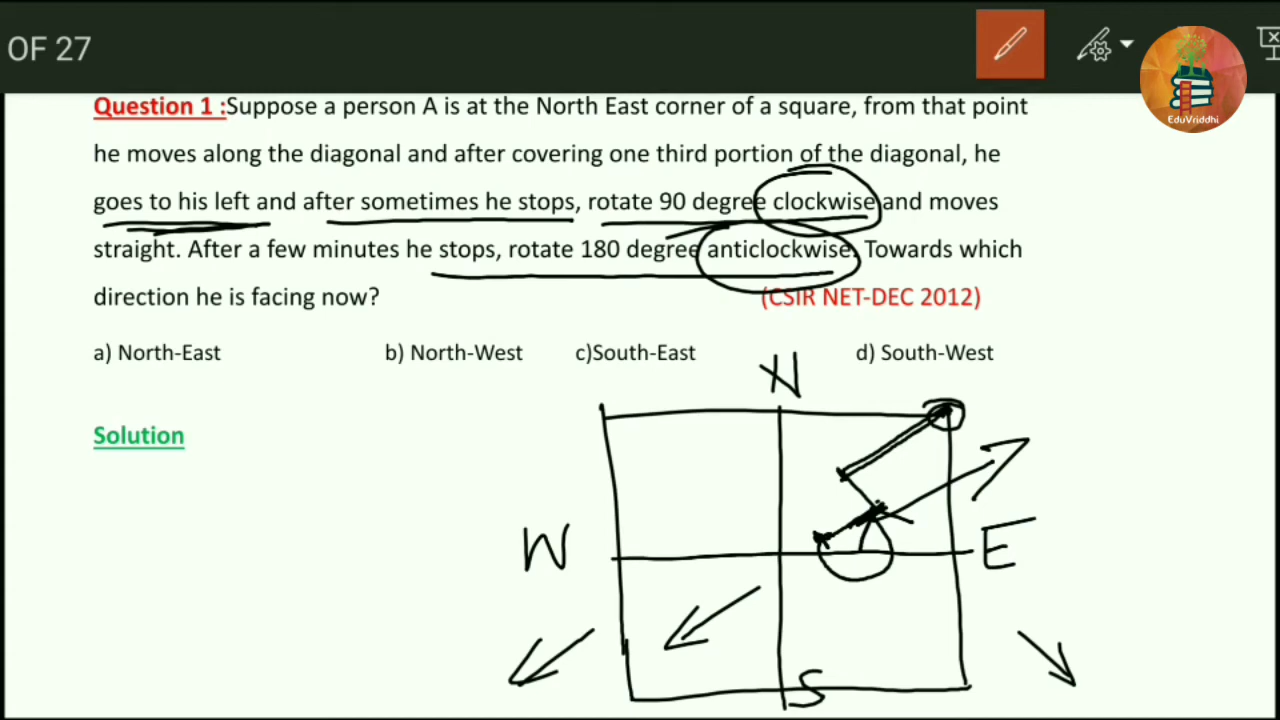 OF 27
EduVriddhi
Question 1 :Suppose a person A is at the North East corner of a square, from that point
he moves along the diagonal and after covering one third portion of the diagonal, he
goes to his left and after sometimes he stops, rotate 90 degree clockwise and moves
straight. After a few minutes he stops, rotate 180 degree anticlockwise. Towards which
direction he is facing now? (CSIR NET-DEC 2012)
a) North-East b) North-West c)South-East d) South-West
N
Solution
W E
S